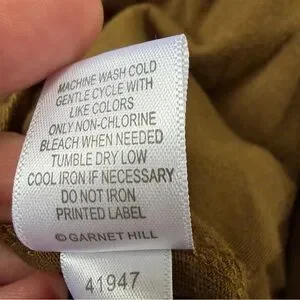 MACHINE WASH COLD
GENTLE CYCLE WITH
LIKE COLORS
ONLY NON-CHLORINE
BLEACH WHEN NEEDED
TUMBLE DRY LOW
COOL IRON IF NECESSARY
DO NOT IRON
PRINTED LABEL
© GARNET HILL
41947